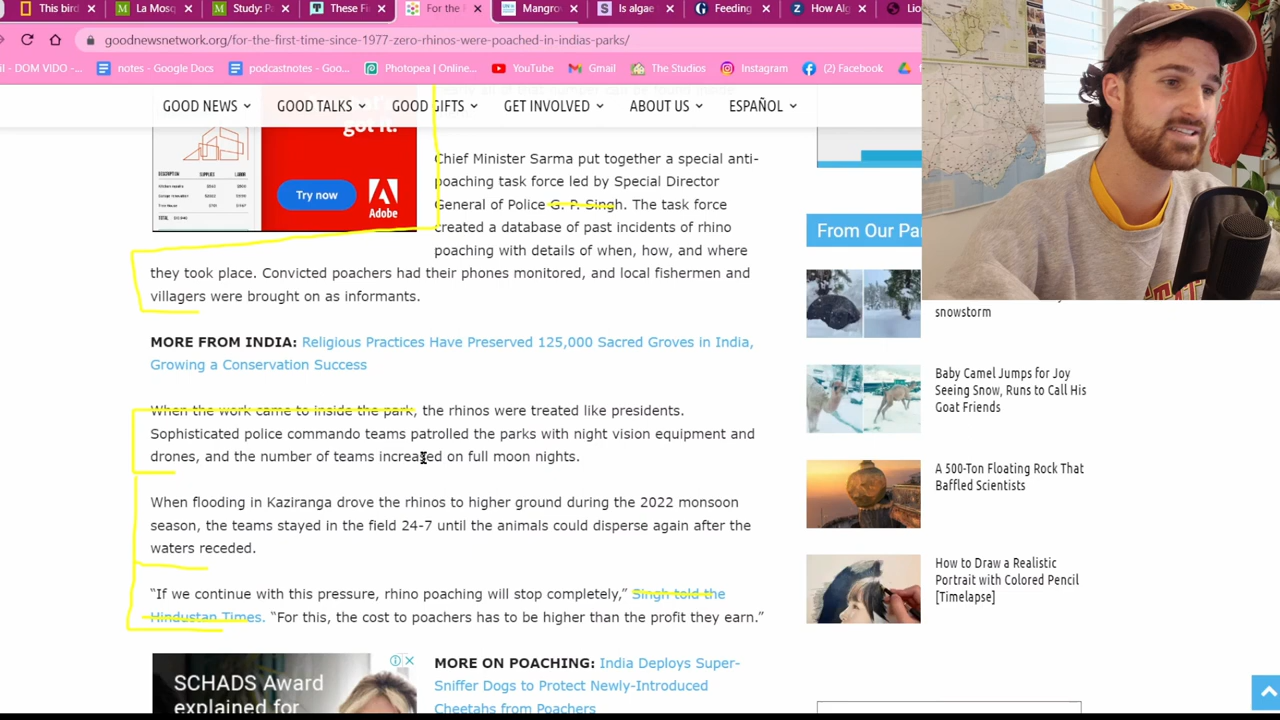 This bird
La Mosq
Study: Pa
These Fir
For the F
Mangrov
Is algae
Feeding
How Alg
Lio
goodnewsnetwork.org/for-the-first-time-since-1977-zero-rhinos-were-poached-in-indias-parks/
il - DOM VIDO ...
notes - Google Docs
podcastnotes - Goo...
Photopea | Online...
YouTube
Gmail
The Studios
Instagram
(2) Facebook
GOOD NEWS
GOOD TALKS
GOOD GIFTS
GET INVOLVED
ABOUT US
ESPAÑOL
got it.
Try now
Adobe
Chief Minister Sarma put together a special anti-
poaching task force led by Special Director
General of Police G. P. Singh. The task force
created a database of past incidents of rhino
poaching with details of when, how, and where
they took place. Convicted poachers had their phones monitored, and local fishermen and
villagers were brought on as informants.
MORE FROM INDIA: Religious Practices Have Preserved 125,000 Sacred Groves in India,
Growing a Conservation Success
When the work came to inside the park, the rhinos were treated like presidents.
Sophisticated police commando teams patrolled the parks with night vision equipment and
drones, and the number of teams increased on full moon nights.
When flooding in Kaziranga drove the rhinos to higher ground during the 2022 monsoon
season, the teams stayed in the field 24-7 until the animals could disperse again after the
waters receded.
“If we continue with this pressure, rhino poaching will stop completely,” Singh told the
Hindustan Times. “For this, the cost to poachers has to be higher than the profit they earn.”
SCHADS Award
explained for
MORE ON POACHING: India Deploys Super-
Sniffer Dogs to Protect Newly-Introduced
Cheetahs from Poachers
From Our Pa
snowstorm
Baby Camel Jumps for Joy
Seeing Snow, Runs to Call His
Goat Friends
A 500-Ton Floating Rock That
Baffled Scientists
How to Draw a Realistic
Portrait with Colored Pencil
[Timelapse]